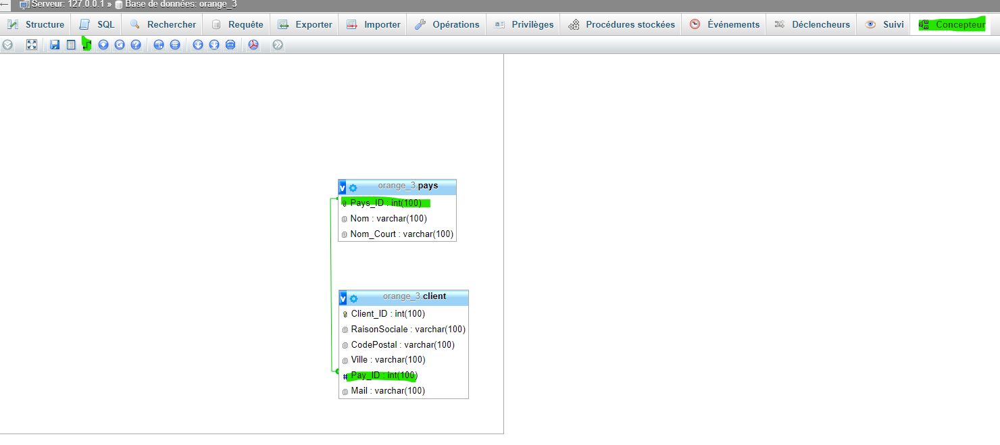 Serveur: 127.0.0.1 » Base de données: orange_3
Structure SQL Rechercher Requête Exporter Importer Opérations Privilèges Procédures stockées Événements Déclencheurs Suivi Concepteur
v orange_3.pays
Pays_ID : int(100)
Nom : varchar(100)
Nom_Court : varchar(100)
v orange_3.client
Client_ID : int(100)
RaisonSociale : varchar(100)
CodePostal : varchar(100)
Ville : varchar(100)
# Pay_ID : int(100)
Mail : varchar(100)